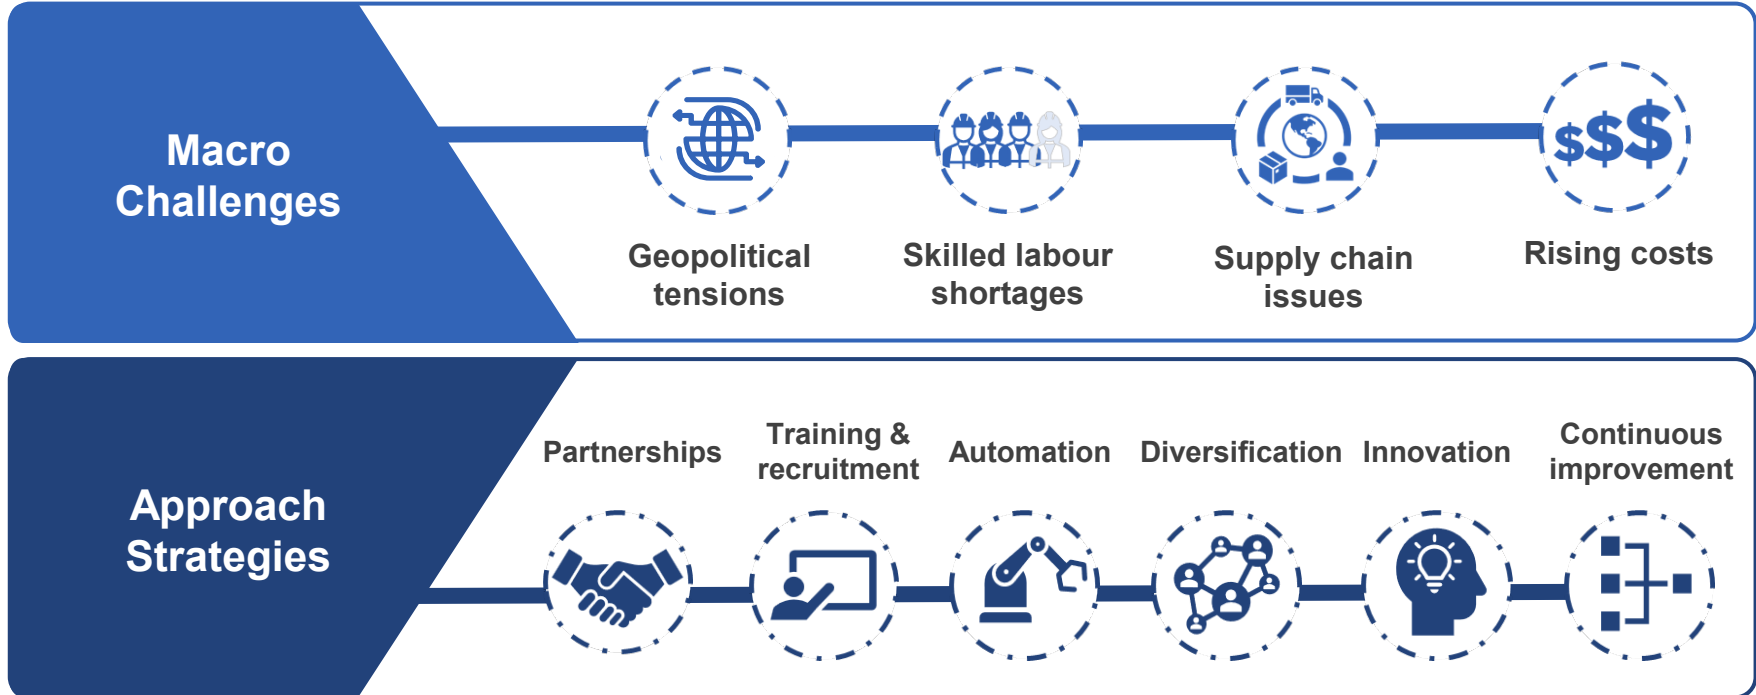 Macro
Challenges
$$$
Geopolitical
tensions
Skilled labour
shortages
Supply chain
issues
Rising costs
Approach
Strategies
Partnerships
Training &
recruitment
Automation
Diversification
Innovation
Continuous
improvement